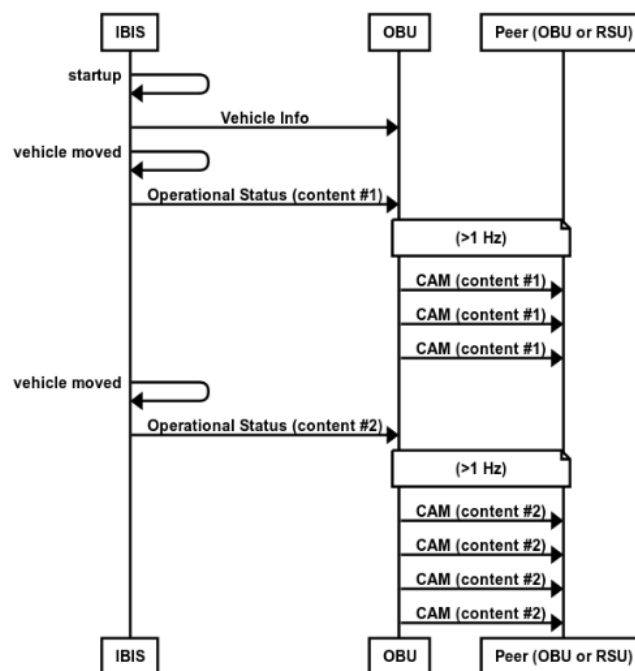 IBIS OBU Peer (OBU or RSU)
startup
Vehicle Info
vehicle moved
Operational Status (content #1)
(>1 Hz)
CAM (content #1)
CAM (content #1)
CAM (content #1)
vehicle moved
Operational Status (content #2)
(>1 Hz)
CAM (content #2)
CAM (content #2)
CAM (content #2)
CAM (content #2)
IBIS OBU Peer (OBU or RSU)